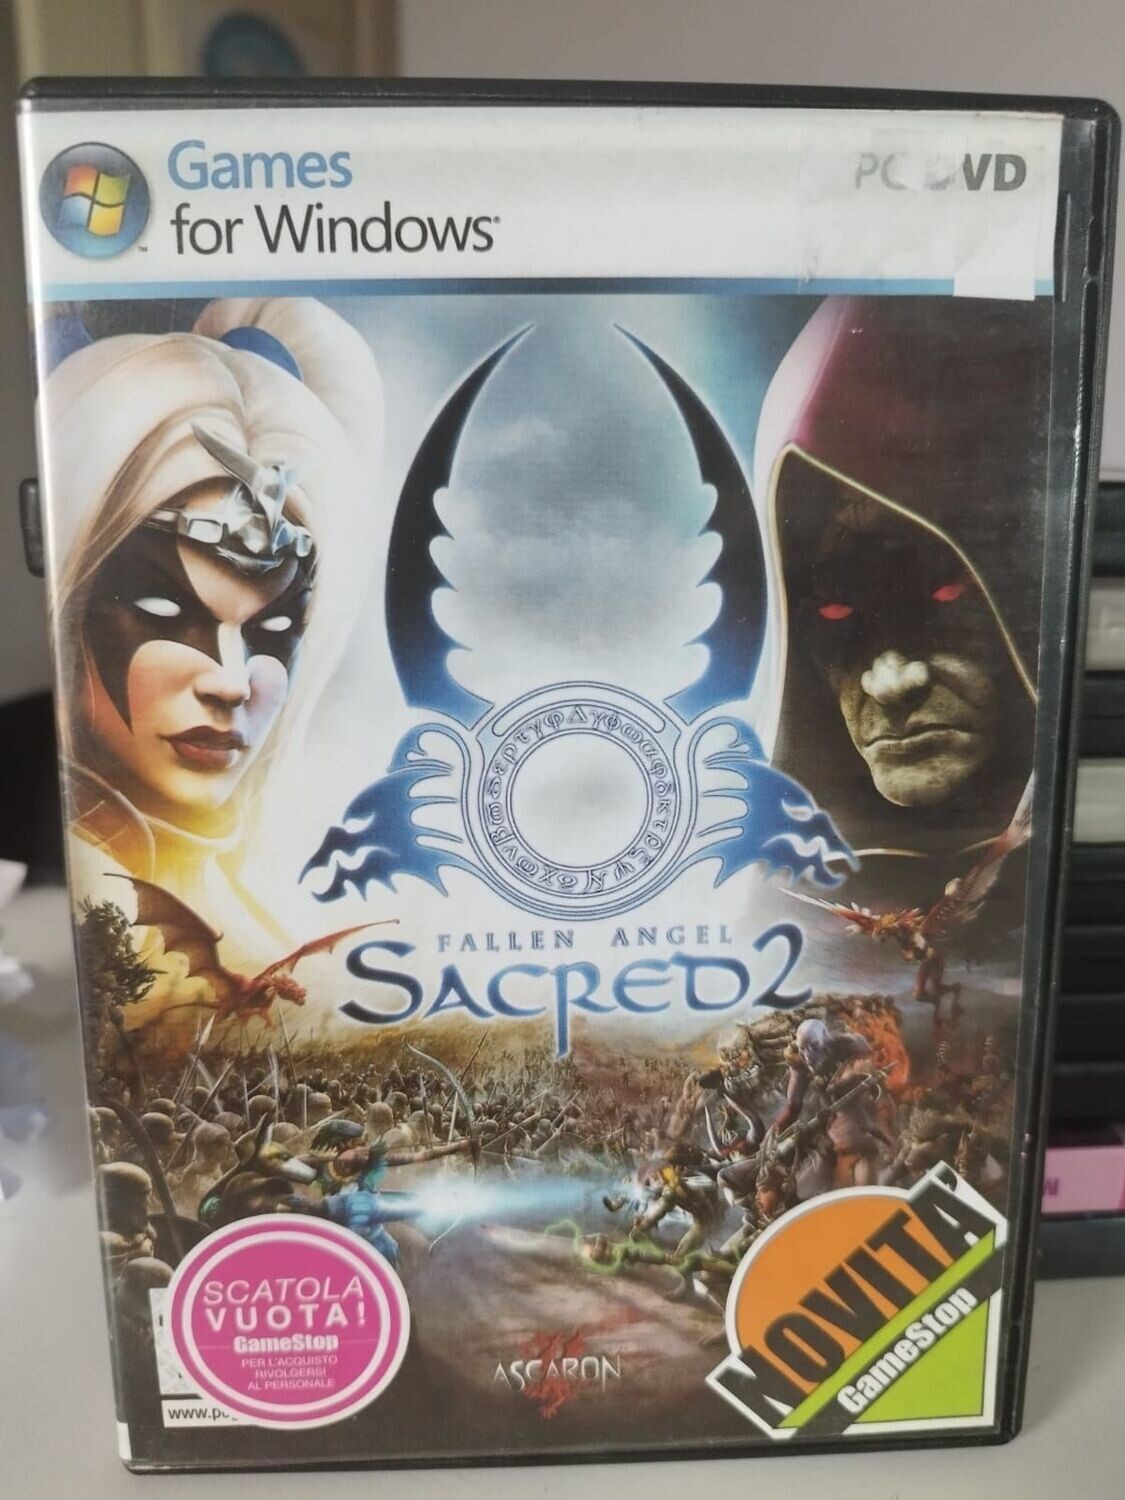 Games
for Windows
PC DVD
FALLEN ANGEL
SACRED 2
SCATOLA
VUOTA!
GameStop
PER L'ACQUISTO
RIVOLGERSI
AL PERSONALE
NOVITA'
GameStop
ASCARON